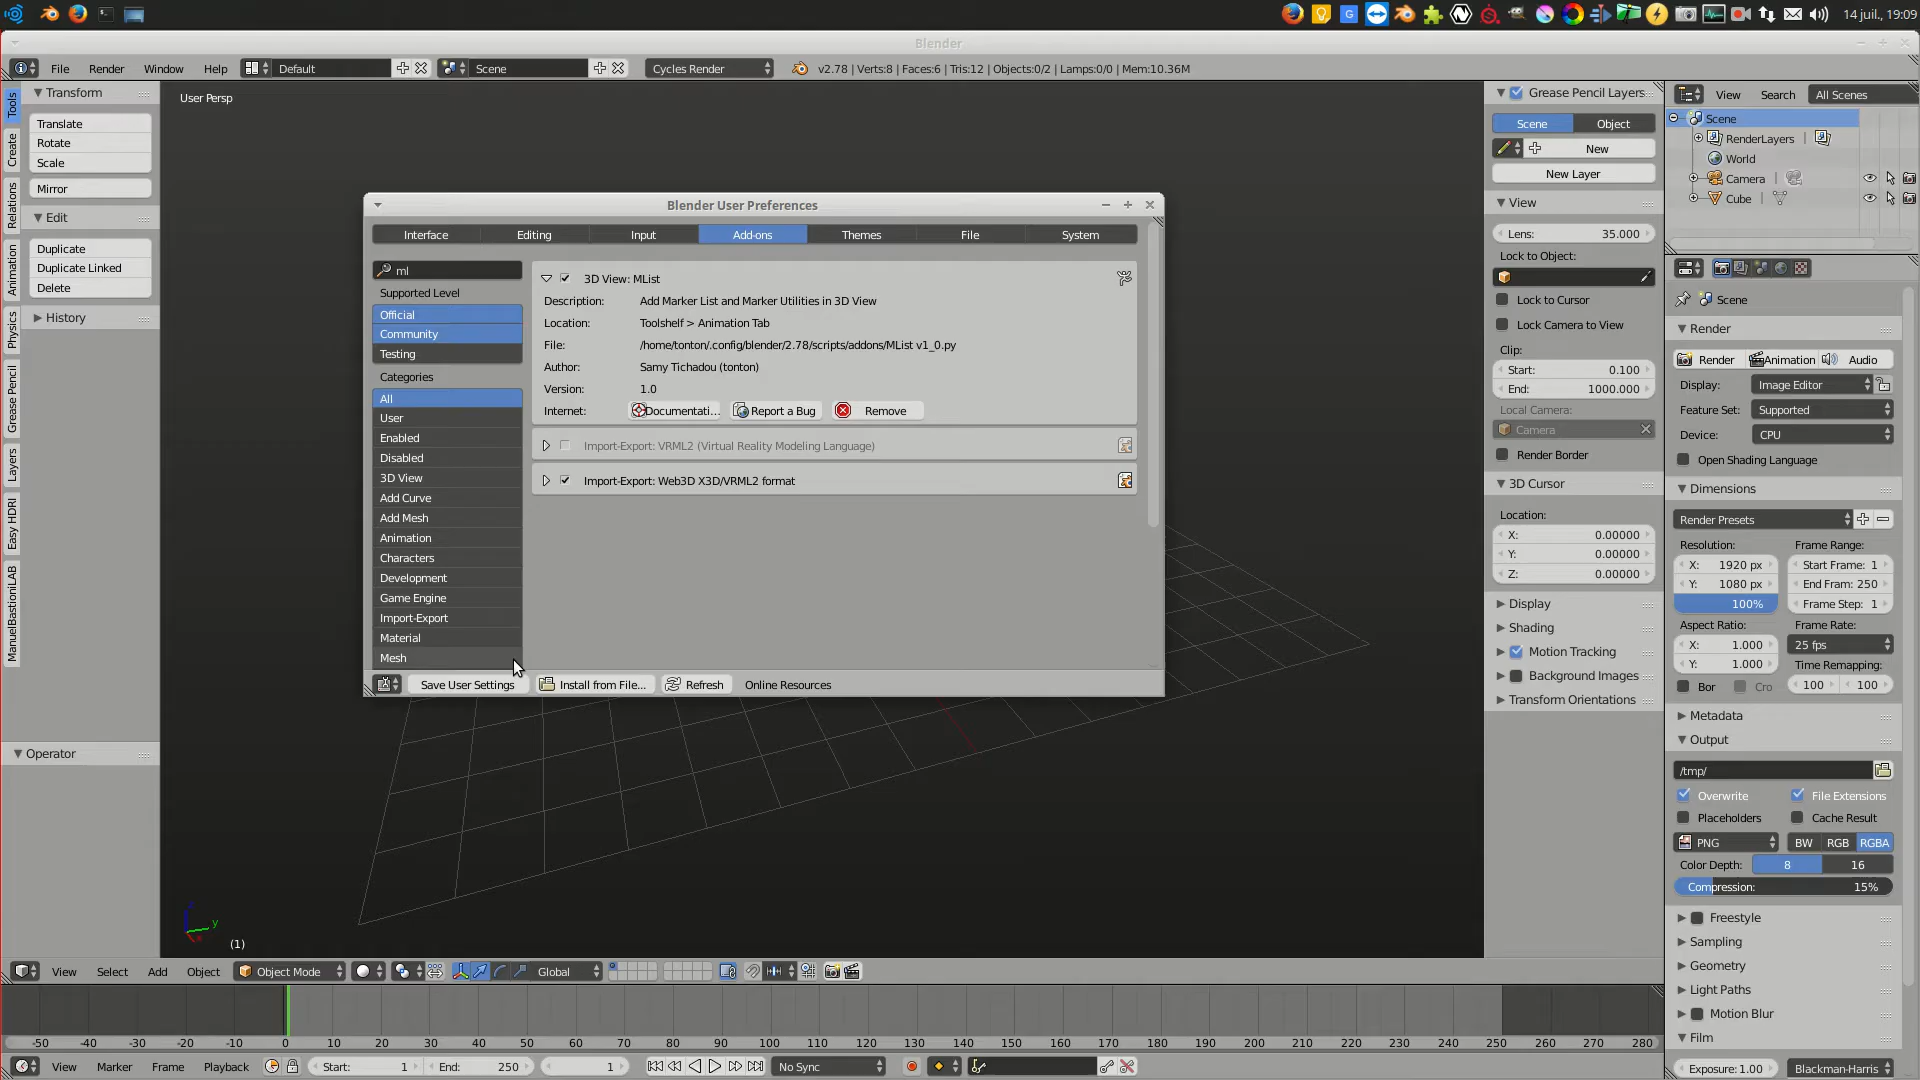 14 juil., 19:09
Blender
File Render Window Help Default Scene Cycles Render v2.78 | Verts:8 | Faces:6 | Tris:12 | Objects:0/2 | Lamps:0/0 | Mem:10.36M
Tools
Create
Relations
Animation
Physics
Grease Pencil
Layers
Easy HDRI
ManuelBastioniLAB
Transform
Translate
Rotate
Scale
Mirror
Edit
Duplicate
Duplicate Linked
Delete
History
Operator
User Persp
(1)
Blender User Preferences
Interface Editing Input Add-ons Themes File System
ml
Supported Level
Official
Community
Testing
Categories
All
User
Enabled
Disabled
3D View
Add Curve
Add Mesh
Animation
Characters
Development
Game Engine
Import-Export
Material
Mesh
3D View: MList
Description: Add Marker List and Marker Utilities in 3D View
Location: Toolshelf > Animation Tab
File: /home/tonton/.config/blender/2.78/scripts/addons/MList v1_0.py
Author: Samy Tichadou (tonton)
Version: 1.0
Internet: Documentati... Report a Bug Remove
Import-Export: VRML2 (Virtual Reality Modeling Language)
Import-Export: Web3D X3D/VRML2 format
Save User Settings Install from File... Refresh Online Resources
Grease Pencil Layers
Scene Object
New
New Layer
View
Lens: 35.000
Lock to Object:
Lock to Cursor
Lock Camera to View
Clip:
Start: 0.100
End: 1000.000
Local Camera:
Camera
Render Border
3D Cursor
Location:
X: 0.00000
Y: 0.00000
Z: 0.00000
Display
Shading
Motion Tracking
Background Images
Transform Orientations
View Search All Scenes
Scene
RenderLayers |
World
Camera |
Cube |
Scene
Render
Render Animation Audio
Display: Image Editor
Feature Set: Supported
Device: CPU
Open Shading Language
Dimensions
Render Presets
Resolution: Frame Range:
X: 1920 px Start Frame: 1
Y: 1080 px End Fram: 250
100% Frame Step: 1
Aspect Ratio: Frame Rate:
X: 1.000 25 fps
Y: 1.000 Time Remapping:
Bor Cro 100 100
Metadata
Output
/tmp/
Overwrite File Extensions
Placeholders Cache Result
PNG BW RGB RGBA
Color Depth: 8 16
Compression: 15%
Freestyle
Sampling
Geometry
Light Paths
Motion Blur
Film
Exposure: 1.00 Blackman-Harris
View Select Add Object Object Mode Global
-50 -40 -30 -20 -10 0 10 20 30 40 50 60 70 80 90 100 110 120 130 140 150 160 170 180 190 200 210 220 230 240 250 260 270 280
View Marker Frame Playback Start: 1 End: 250 1 No Sync
x
y
z